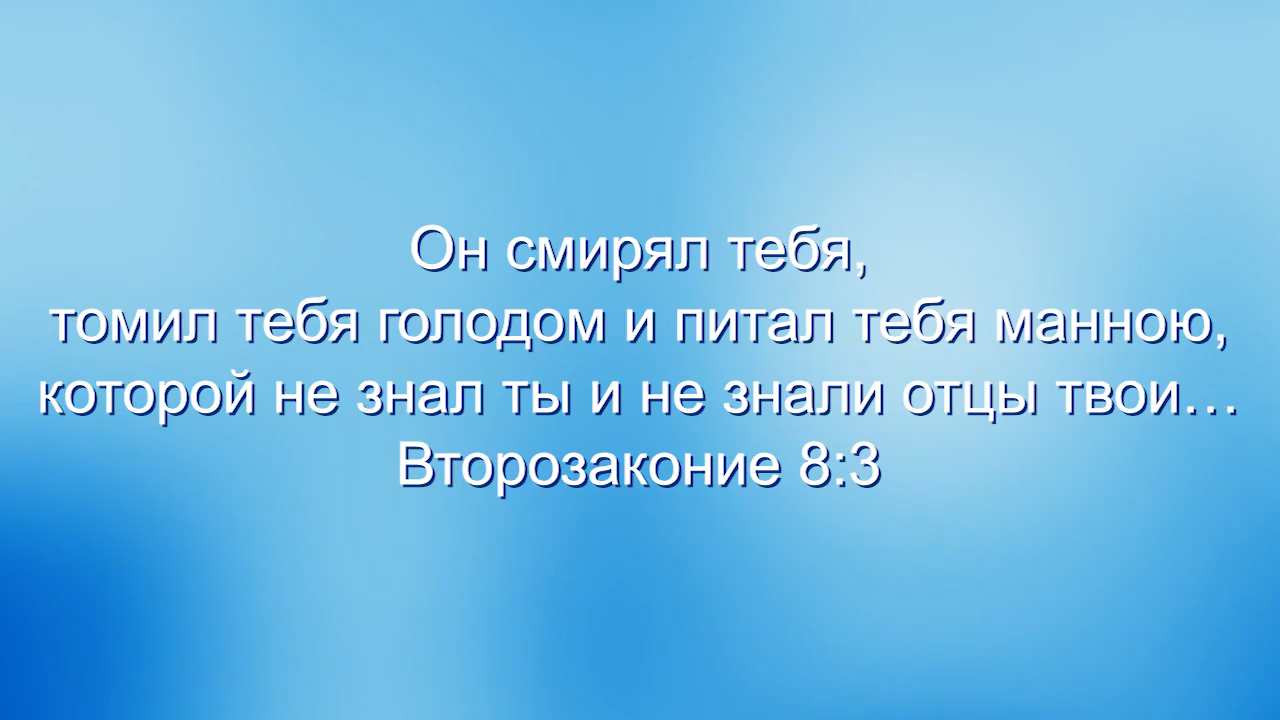 Он смирял тебя,
томил тебя голодом и питал тебя манною,
которой не знал ты и не знали отцы твои…
Второзаконие 8:3